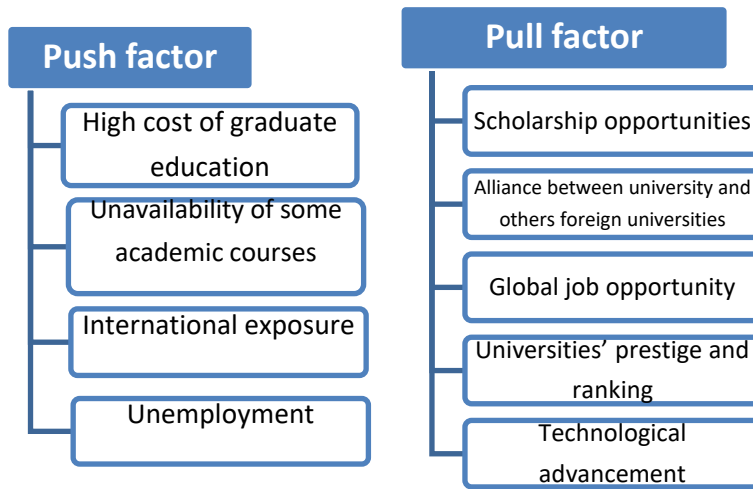 Push factor
High cost of graduate
education
Unavailability of some
academic courses
International exposure
Unemployment
Pull factor
Scholarship opportunities
Alliance between university and
others foreign universities
Global job opportunity
Universities’ prestige and
ranking
Technological
advancement